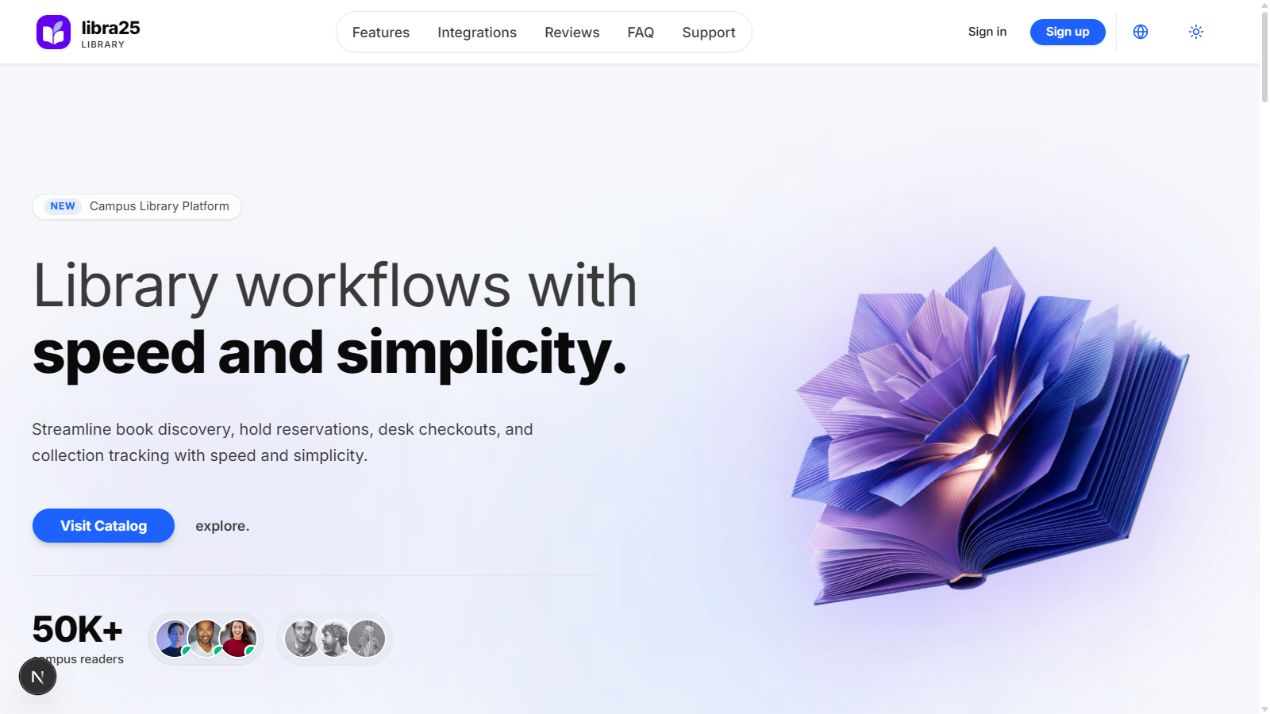 libra25
LIBRARY
Features
Integrations
Reviews
FAQ
Support
Sign in
Sign up
NEW Campus Library Platform
Library workflows with
speed and simplicity.
Streamline book discovery, hold reservations, desk checkouts, and
collection tracking with speed and simplicity.
Visit Catalog
explore.
50K+
campus readers
N